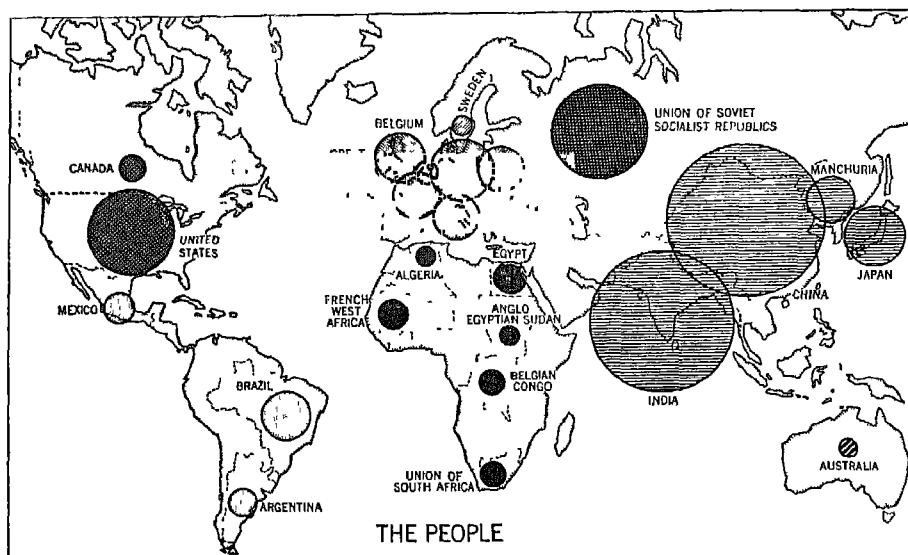 SWEDEN
BELGIUM
UNION OF SOVIET
SOCIALIST REPUBLICS
CANADA
MANCHURIA
UNITED
STATES
EGYPT
ALGERIA
JAPAN
MEXICO
FRENCH
WEST
AFRICA
ANGLO
EGYPTIAN SUDAN
CHINA
BRAZIL
BELGIAN
CONGO
INDIA
UNION OF
SOUTH AFRICA
AUSTRALIA
ARGENTINA
THE PEOPLE